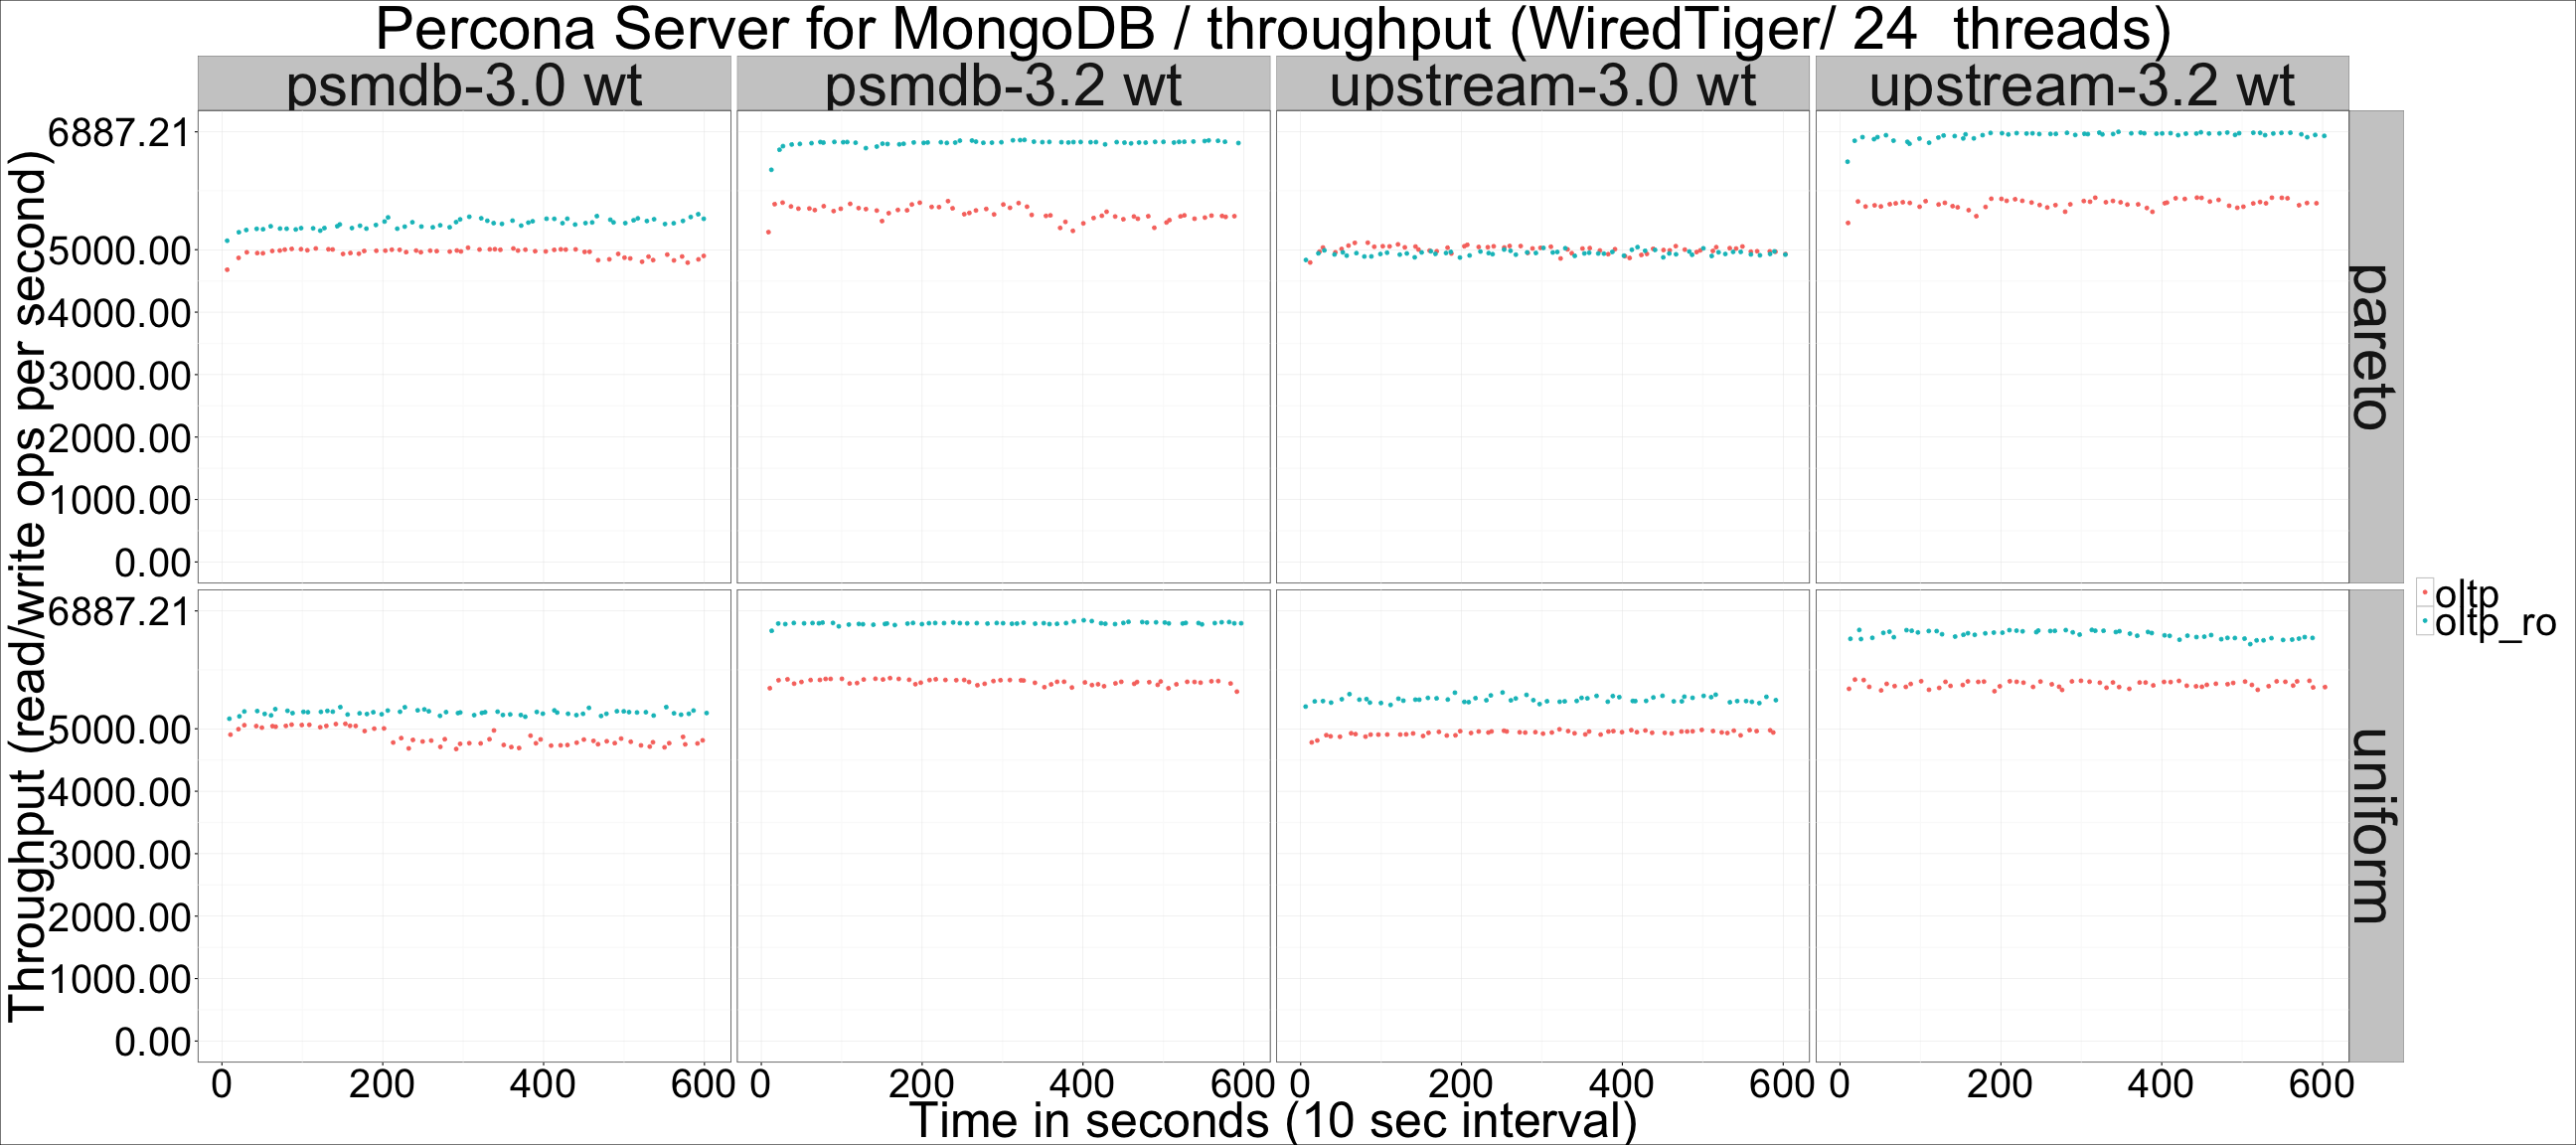 Percona Server for MongoDB / throughput (WiredTiger/ 24  threads)
psmdb-3.0 wt
psmdb-3.2 wt
upstream-3.0 wt
upstream-3.2 wt
Throughput (read/write ops per second)
6887.21
5000.00
4000.00
3000.00
2000.00
1000.00
0.00
pareto
6887.21
5000.00
4000.00
3000.00
2000.00
1000.00
0.00
uniform
oltp
oltp_ro
0 200 400 600
0 200 400 600
0 200 400 600
0 200 400 600
Time in seconds (10 sec interval)